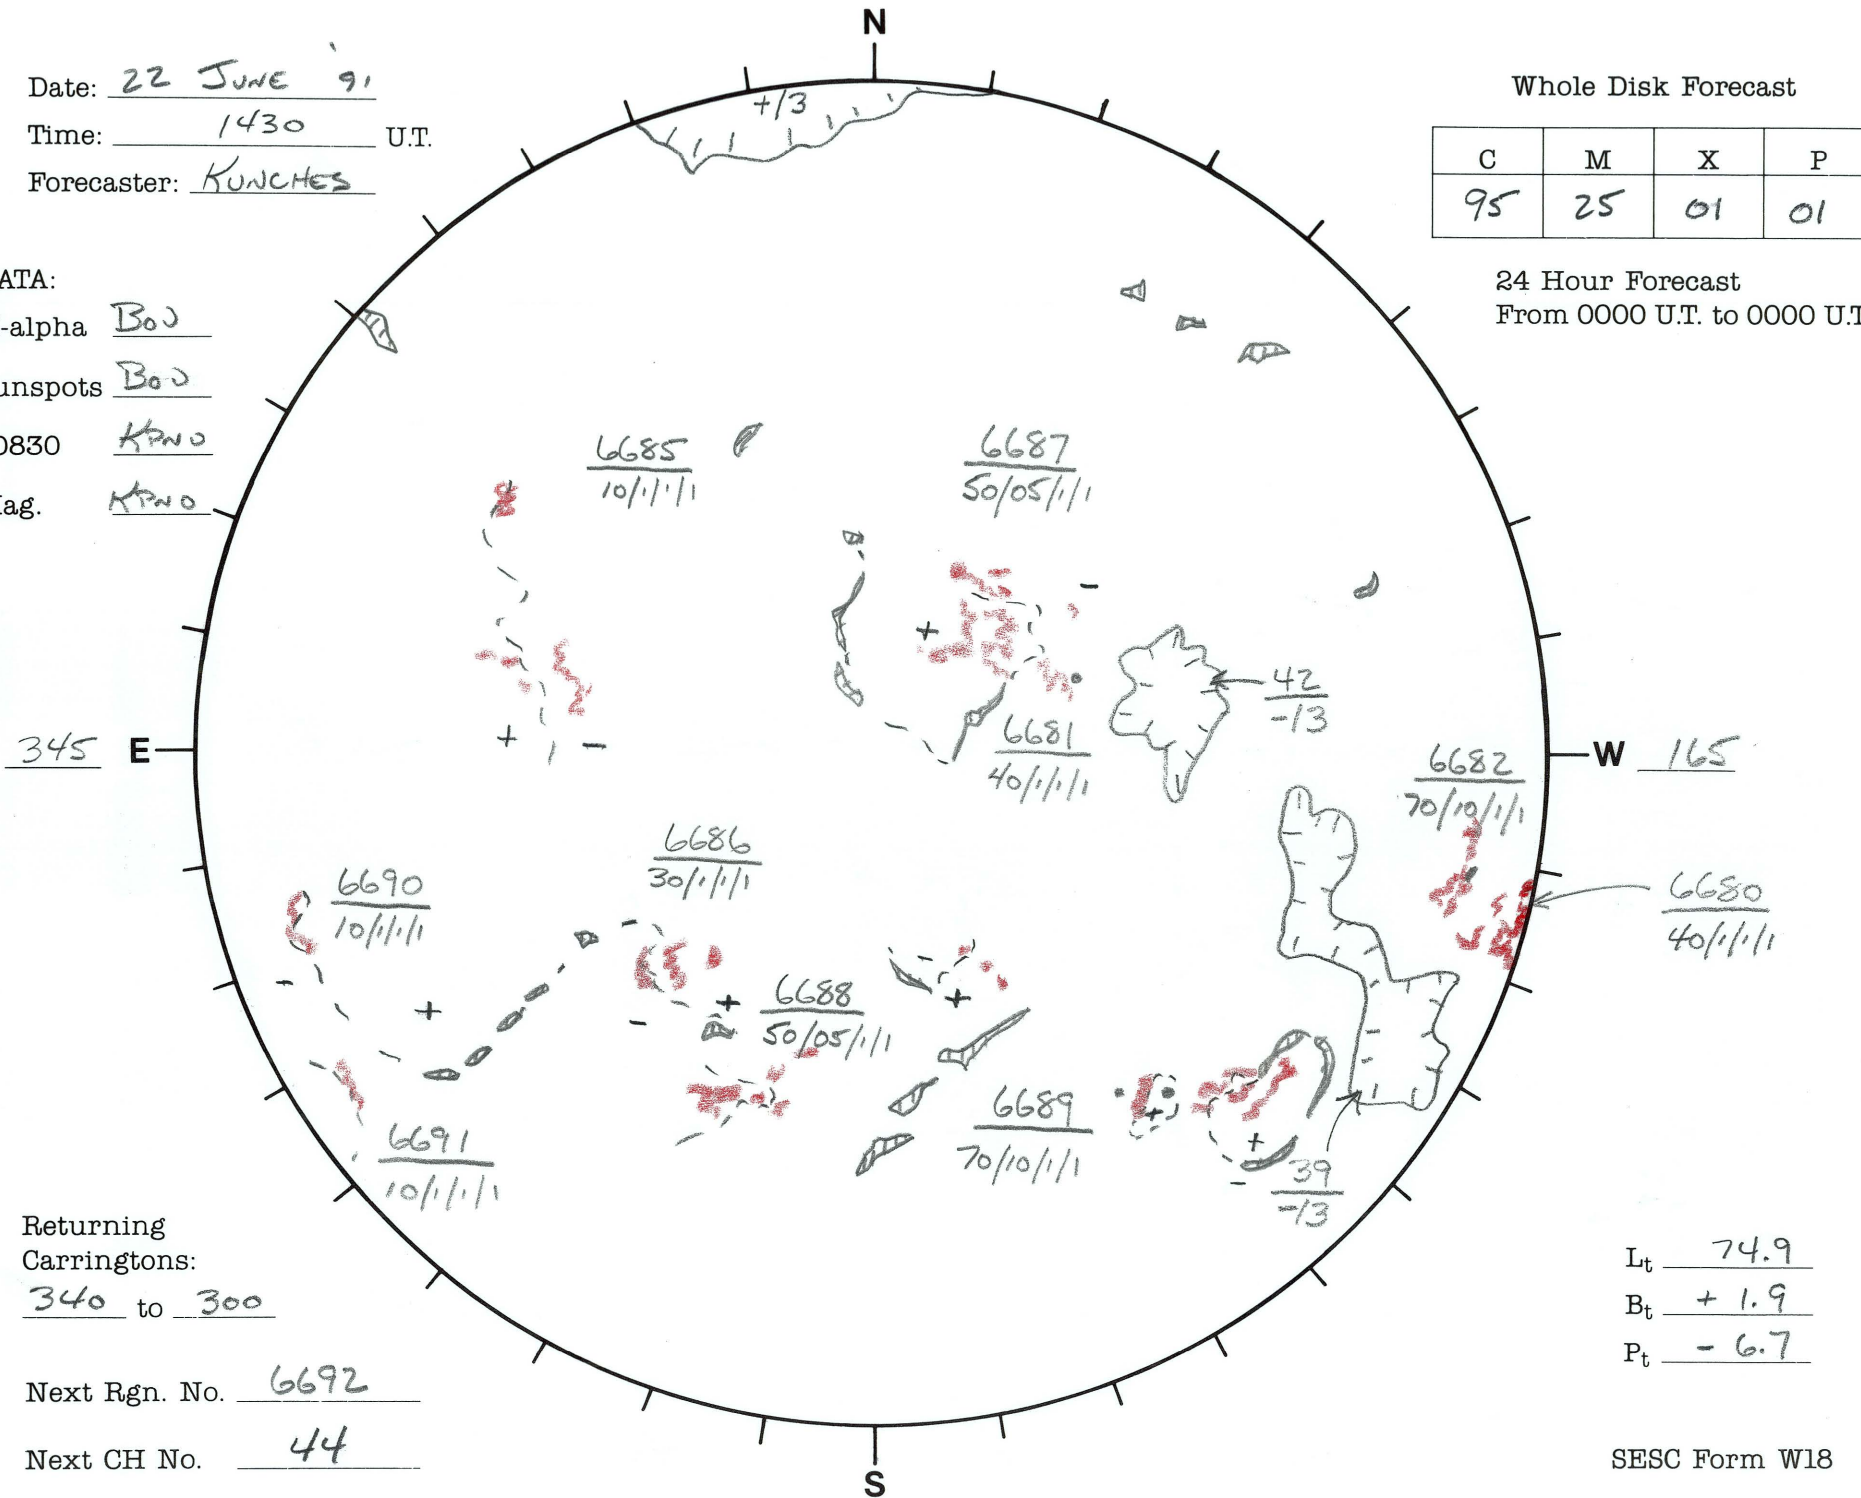 N
Date: 22 JUNE '91
Time: 1430 U.T.
Forecaster: KUNCHES
Whole Disk Forecast
C M X P
95 25 01 01
24 Hour Forecast
From 0000 U.T. to 0000 U.T
+/3
ATA:
-alpha BOU
unspots BOU
0830 KPNO
Mag. KPNO
6685
10/1/1/1
6687
50/05/1/1
-
+
42
-/3
6681
40/1/1/1
+ -
345 E
W 165
6682
70/10/1/1
6680
40/1/1/1
6686
30/1/1/1
6690
10/1/1/1
- +
- +
- +
6688
50/05/1/1
6689
70/10/1/1
+
+
-
39
-/3
6691
10/1/1/1
Returning
Carringtons:
340 to 300
Next Rgn. No. 6692
Next CH No. 44
Lt 74.9
Bt + 1.9
Pt - 6.7
S
SESC Form W18